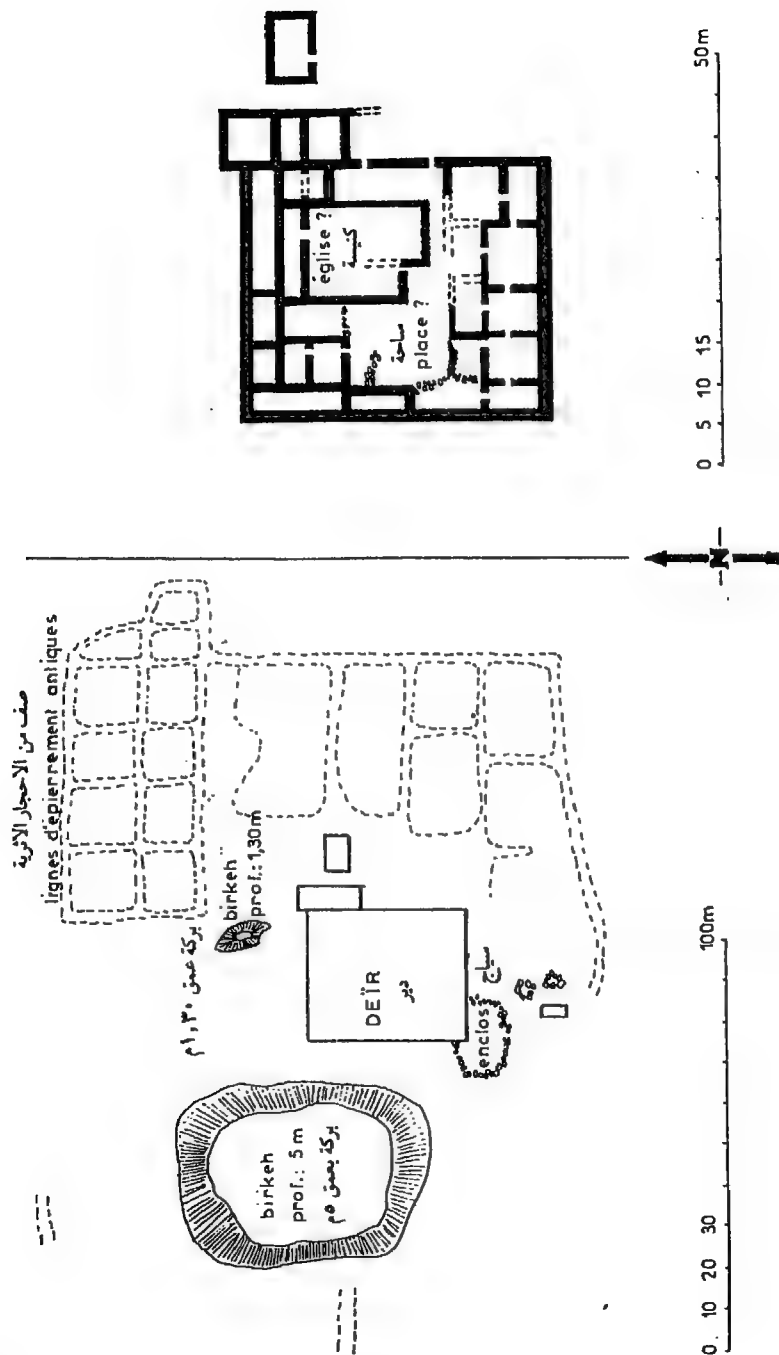 église ?
كنيسة
ساحة
place ?
0 5 10 15 50m
N
صف من الاحجار الاثرية
lignes d'épierrement antiques
birkeh
prof.: 1,30m
بركة عمق ١,٣٠م
DEÏR
دير
enclos
سياج
birkeh
prof.: 5m
بركة بعمق ٥م
0. 10 20 30 100m